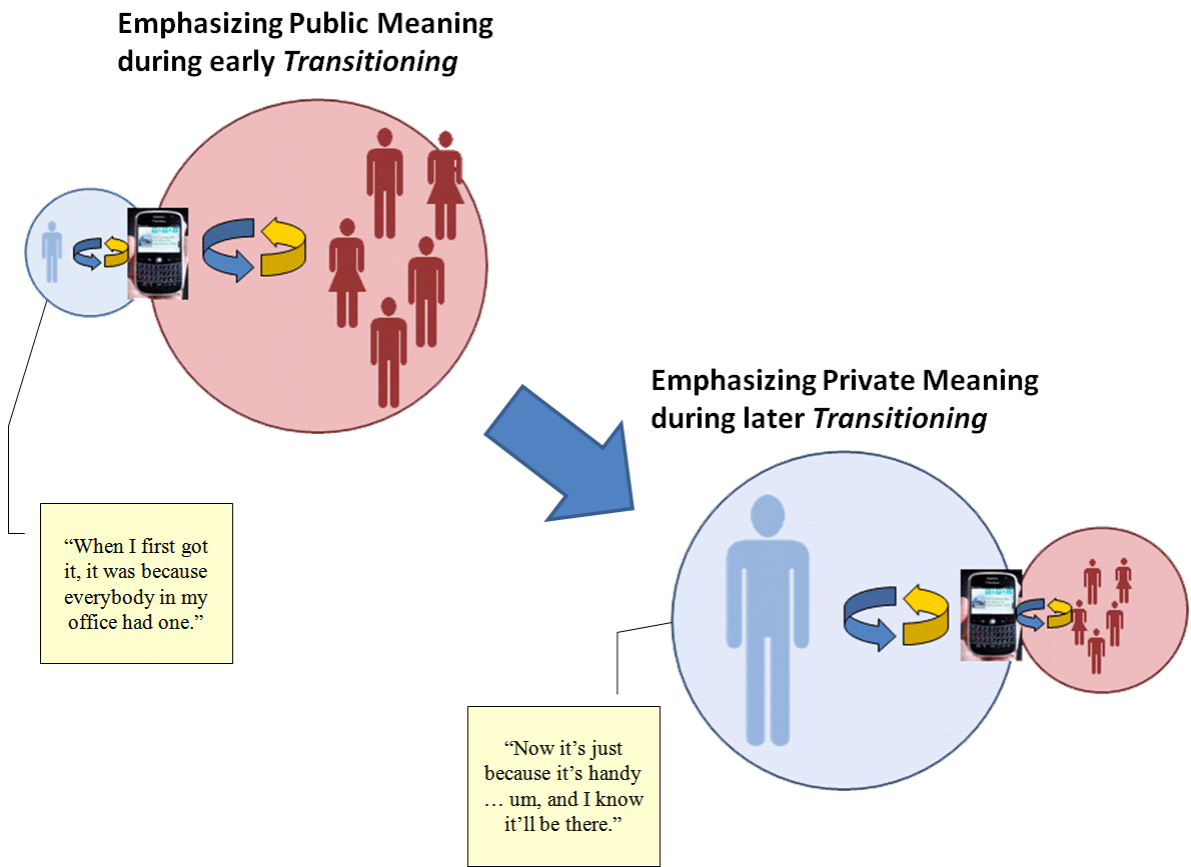 Emphasizing Public Meaning
during early Transitioning
“When I first got
it, it was because
everybody in my
office had one.”
Emphasizing Private Meaning
during later Transitioning
“Now it’s just
because it’s handy
… um, and I know
it’ll be there.”